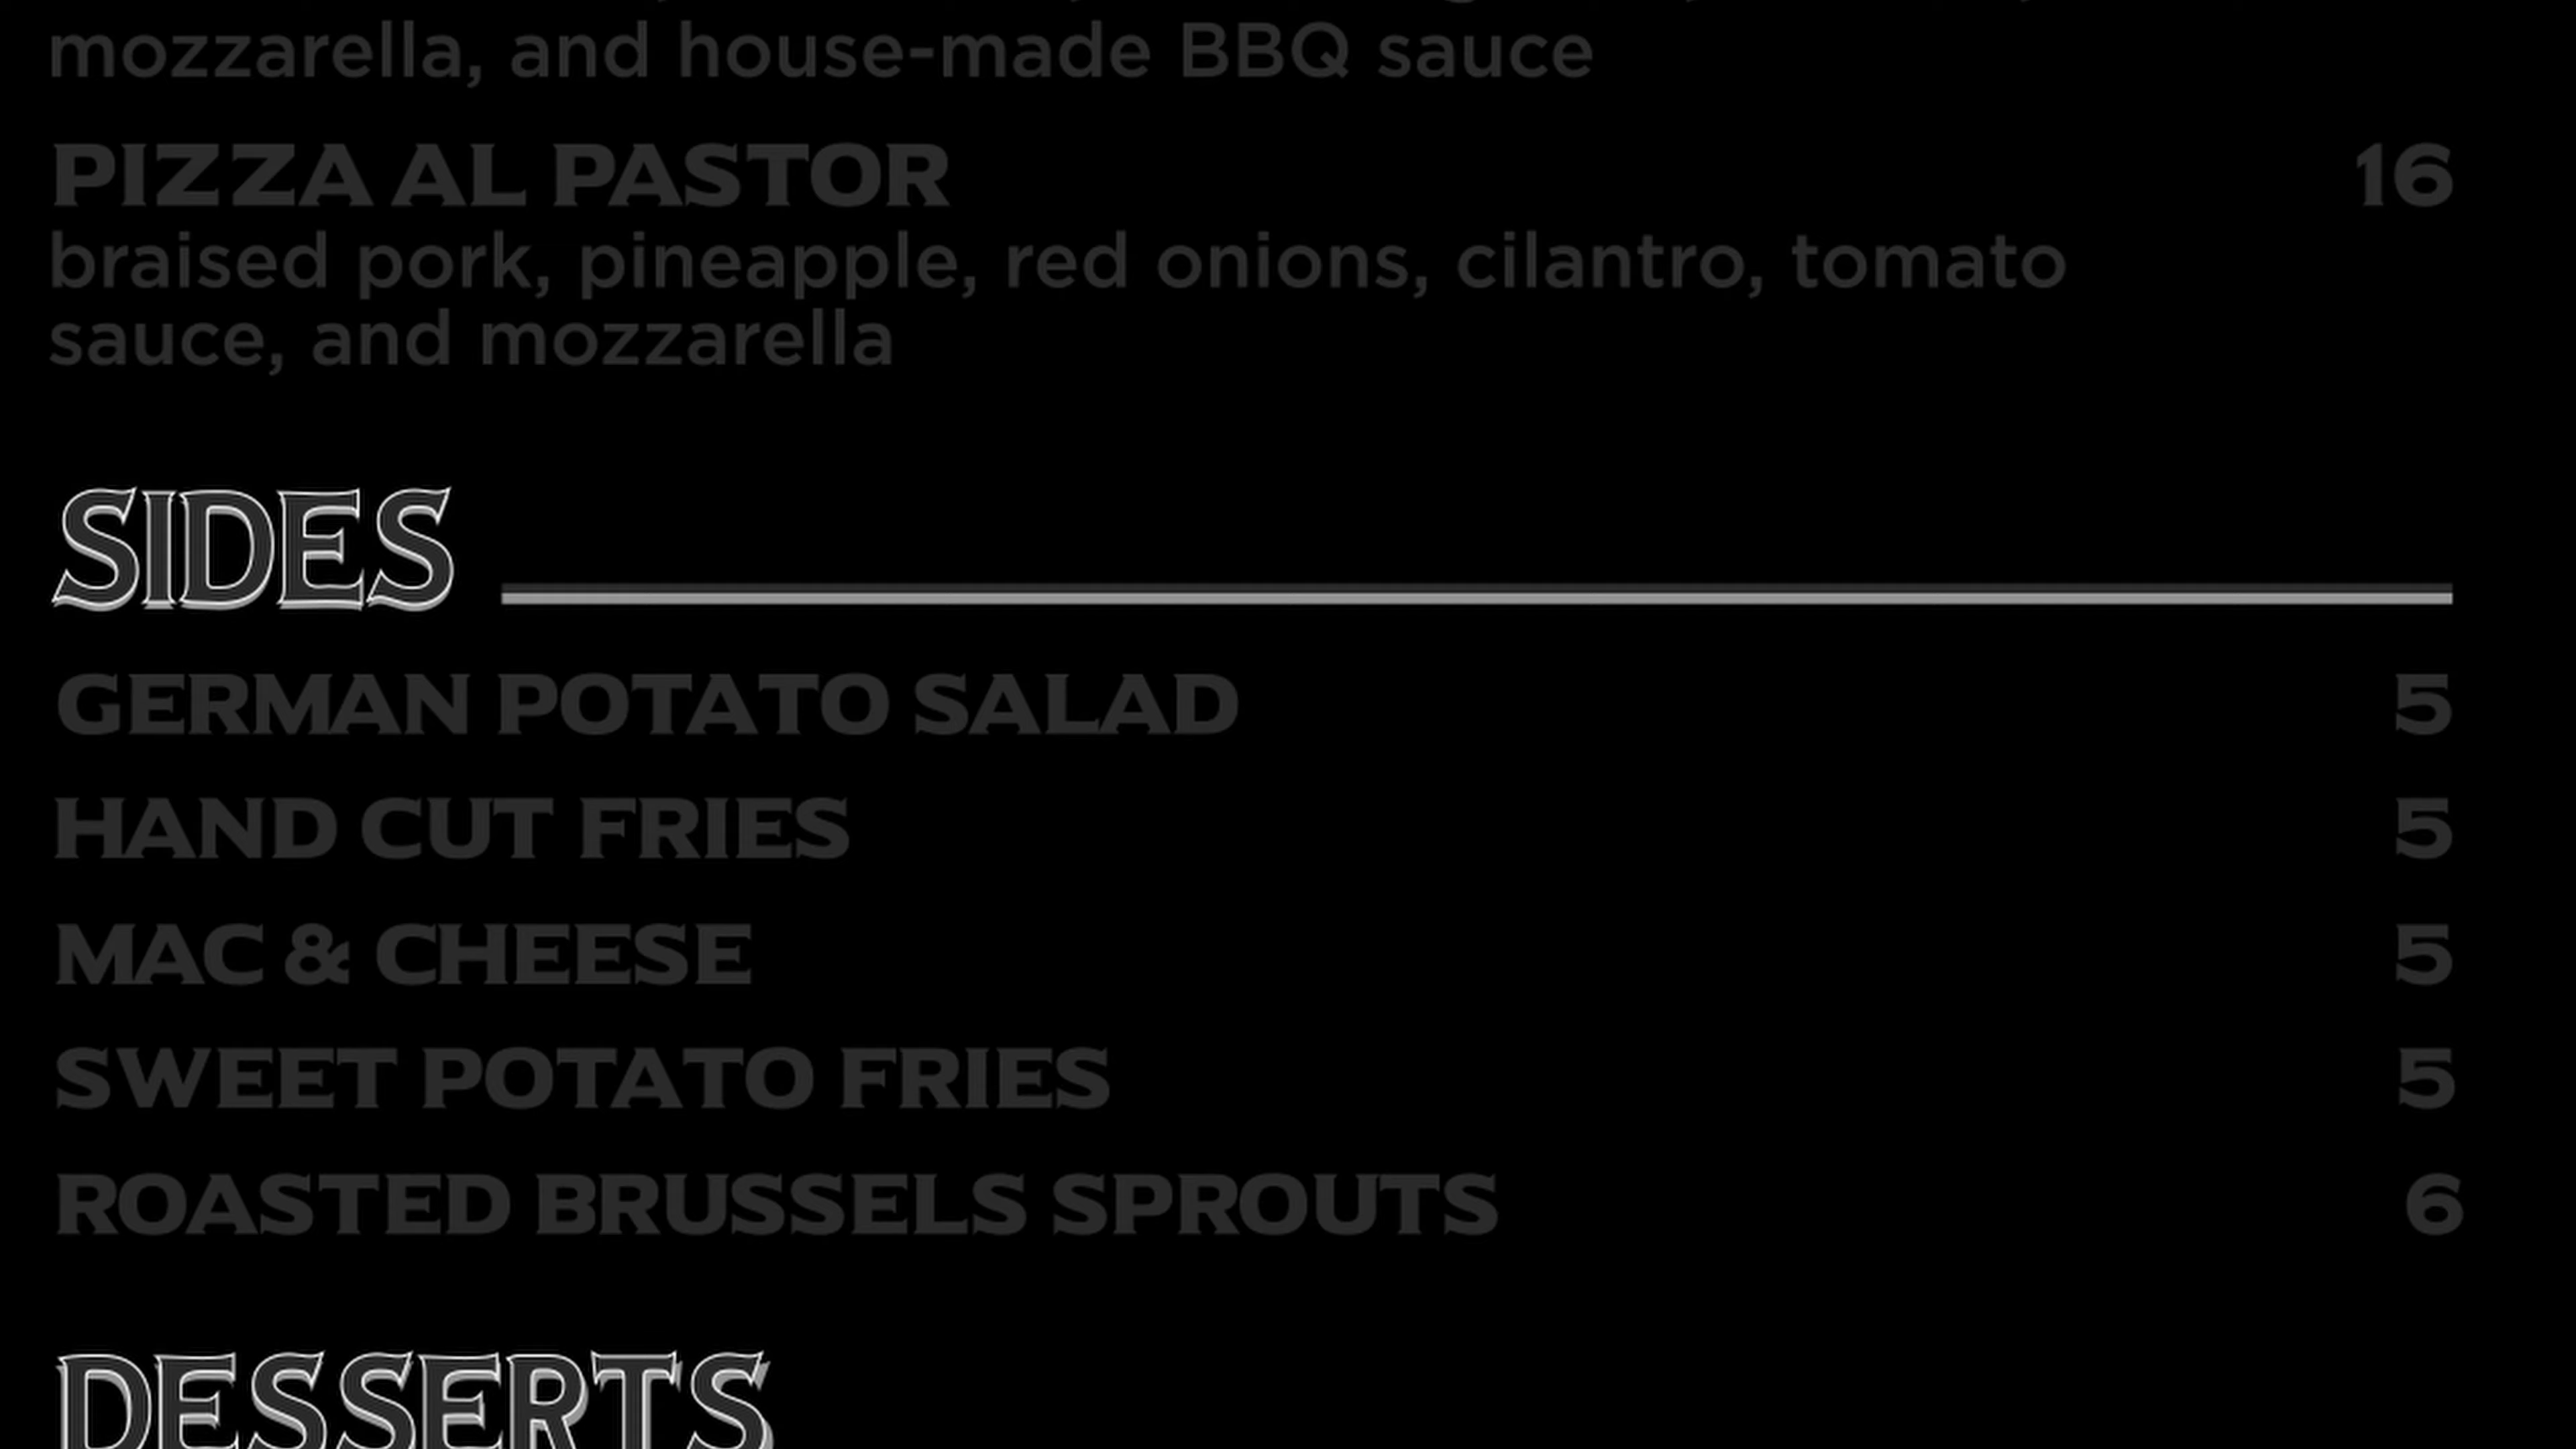 mozzarella, and house-made BBQ sauce
PIZZA AL PASTOR 16
braised pork, pineapple, red onions, cilantro, tomato
sauce, and mozzarella
SIDES
GERMAN POTATO SALAD 5
HAND CUT FRIES 5
MAC & CHEESE 5
SWEET POTATO FRIES 5
ROASTED BRUSSELS SPROUTS 6
DESSERTS